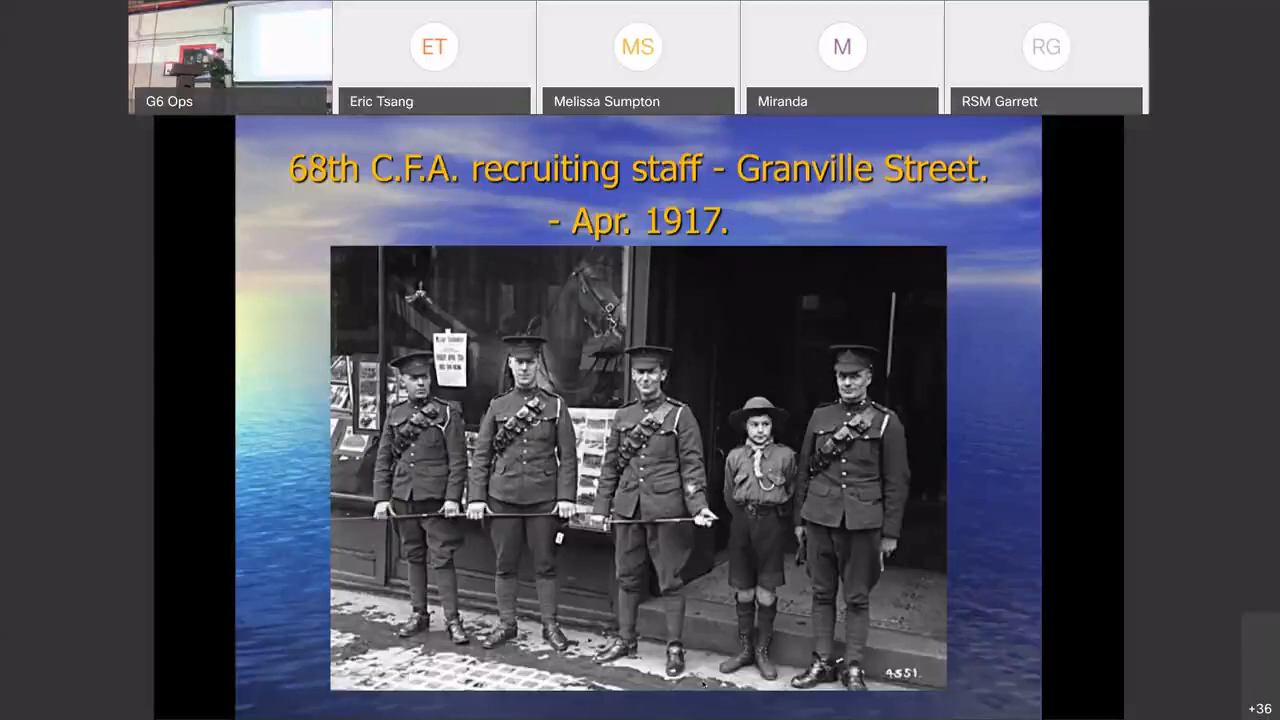 ET
MS
M
RG
G6 Ops
Eric Tsang
Melissa Sumpton
Miranda
RSM Garrett
68th C.F.A. recruiting staff - Granville Street.
- Apr. 1917.
4551.
+36